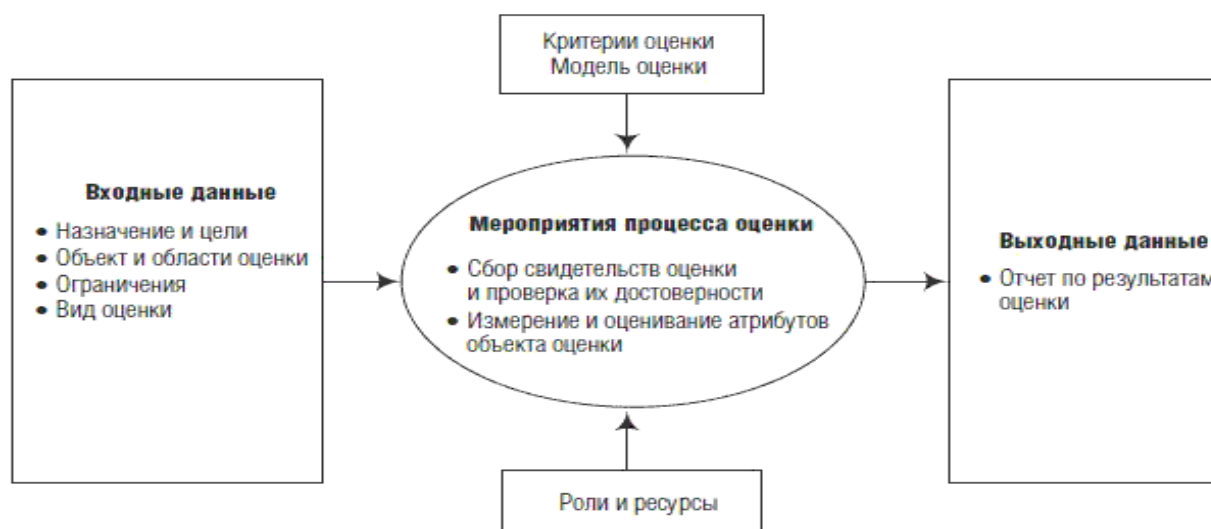 Критерии оценки
Модель оценки
Входные данные
• Назначение и цели
• Объект и области оценки
• Ограничения
• Вид оценки
Мероприятия процесса оценки
• Сбор свидетельств оценки
и проверка их достоверности
• Измерение и оценивание атрибутов
объекта оценки
Выходные данные
• Отчет по результатам
оценки
Роли и ресурсы